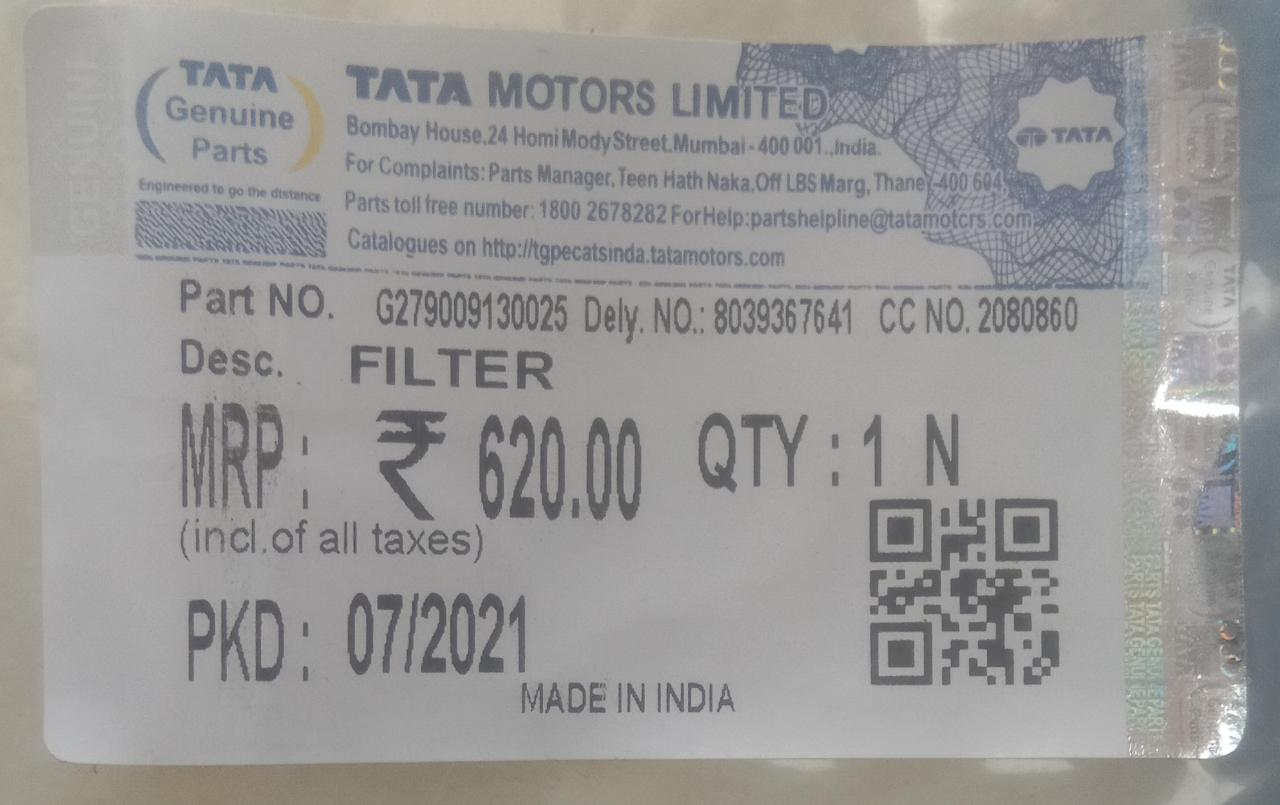 GENUINE
TATA
Genuine
Parts
Engineered to go the distance
TATA MOTORS LIMITED
Bombay House,24 Homi Mody Street,Mumbai - 400 001.,India.
For Complaints: Parts Manager, Teen Hath Naka,Off LBS Marg, Thane -400 604,
Parts toll free number: 1800 2678282 ForHelp:partshelpline@tatamotors.com
Catalogues on http://tgpecatsinda.tatamotors.com
TATA
Part NO. G279009130025 Dely. NO.: 8039367641 CC NO. 2080860
Desc. FILTER
MRP : ₹ 620.00 QTY : 1 N
(incl.of all taxes)
PKD : 07/2021
MADE IN INDIA